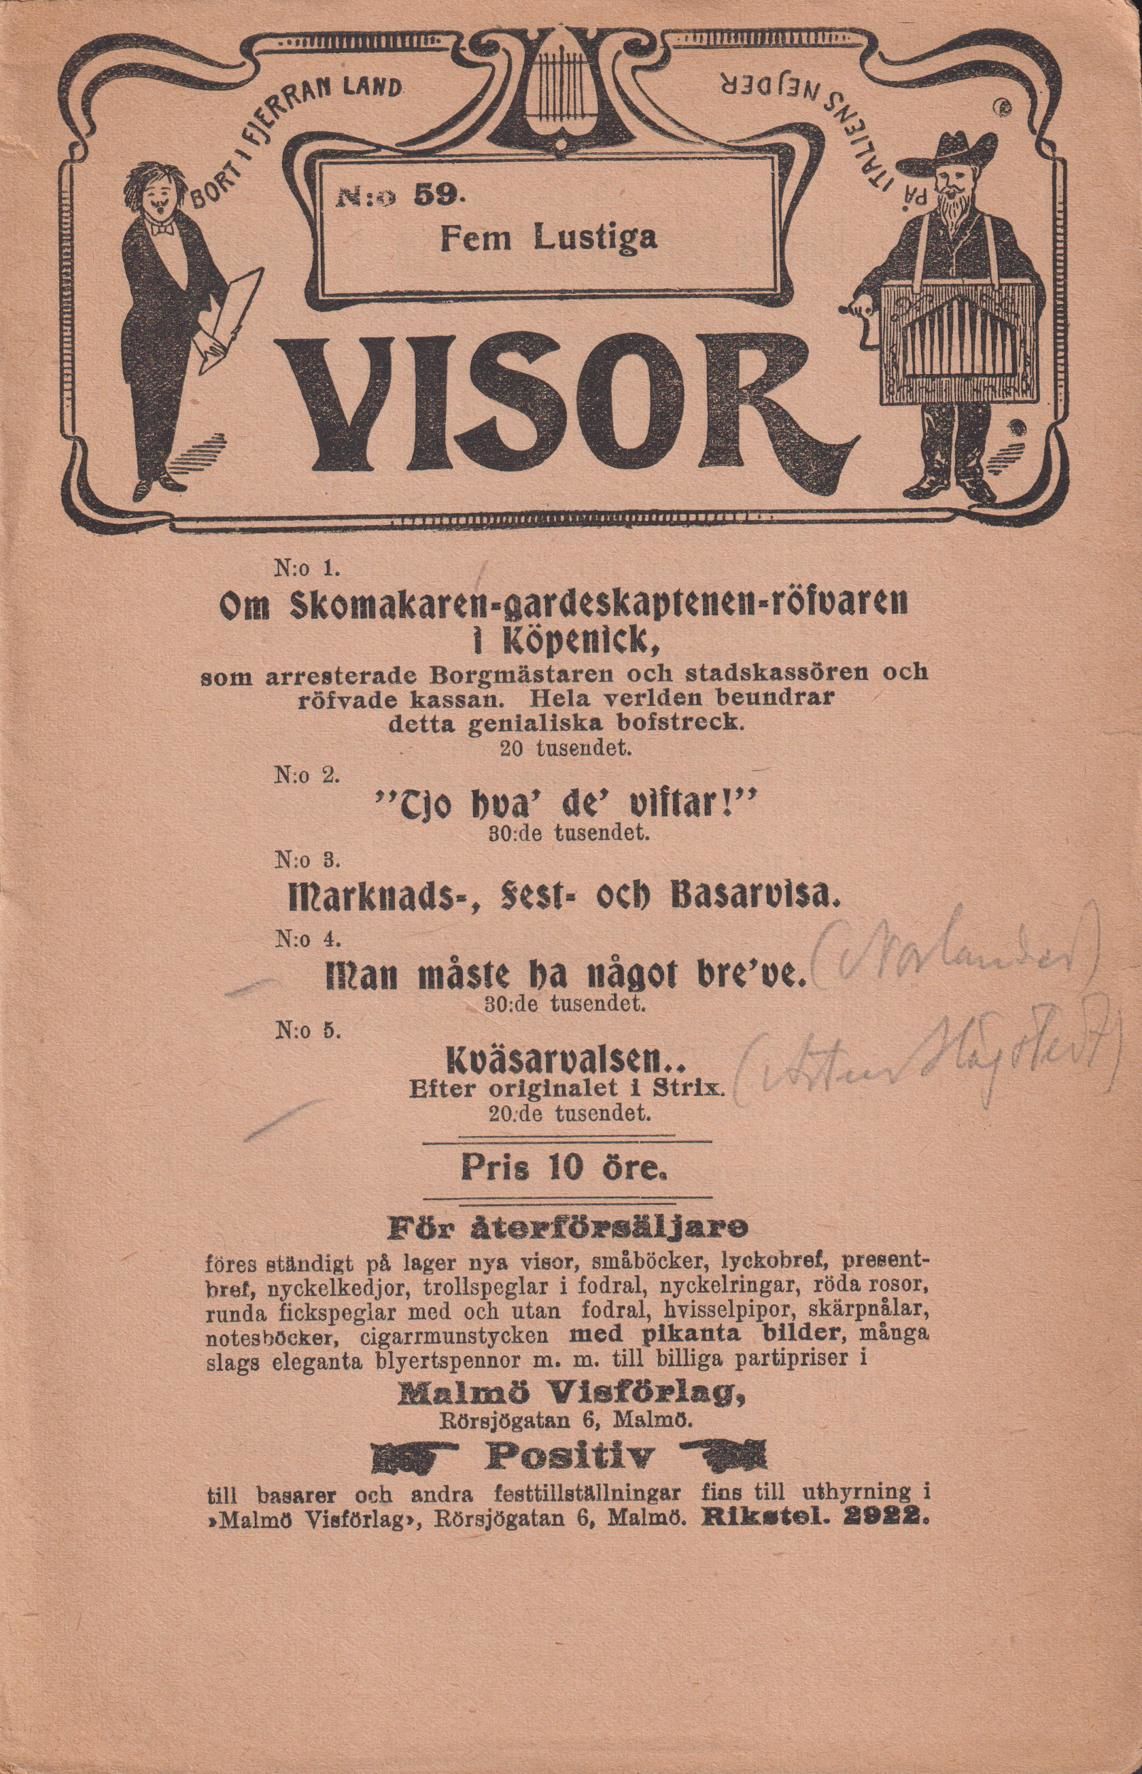 BORT I FJERRAN LAND
PÅ ITALIENS NEJDER
N:o 59.
Fem Lustiga
VISOR
N:o 1.
Om Skomakaren-gardeskaptenen-röfvaren
i Köpenick,
som arresterade Borgmästaren och stadskassören och
röfvade kassan. Hela verlden beundrar
detta genialiska bofstreck.
20 tusendet.
N:o 2.
"Tjo hva' de' viftar!"
30:de tusendet.
N:o 3.
Marknads-, Fest- och Basarvisa.
N:o 4.
Man måste ha något bre've. (Norlander)
30:de tusendet.
N:o 5.
Kväsarvalsen..
Efter originalet i Strix. (Artur Högstedt)
20:de tusendet.
Pris 10 öre.
För återförsäljare
föres ständigt på lager nya visor, småböcker, lyckobref, present-
bref, nyckelkedjor, trollspeglar i fodral, nyckelringar, röda rosor,
runda fickspeglar med och utan fodral, hvisselpipor, skärpnålar,
notesböcker, cigarrmunstycken med pikanta bilder, många
slags eleganta blyertspennor m. m. till billiga partipriser i
Malmö Visförlag,
Rörsjögatan 6, Malmö.
Positiv
till basarer och andra festtillställningar fins till uthyrning i
»Malmö Visförlag», Rörsjögatan 6, Malmö. Rikstel. 2922.